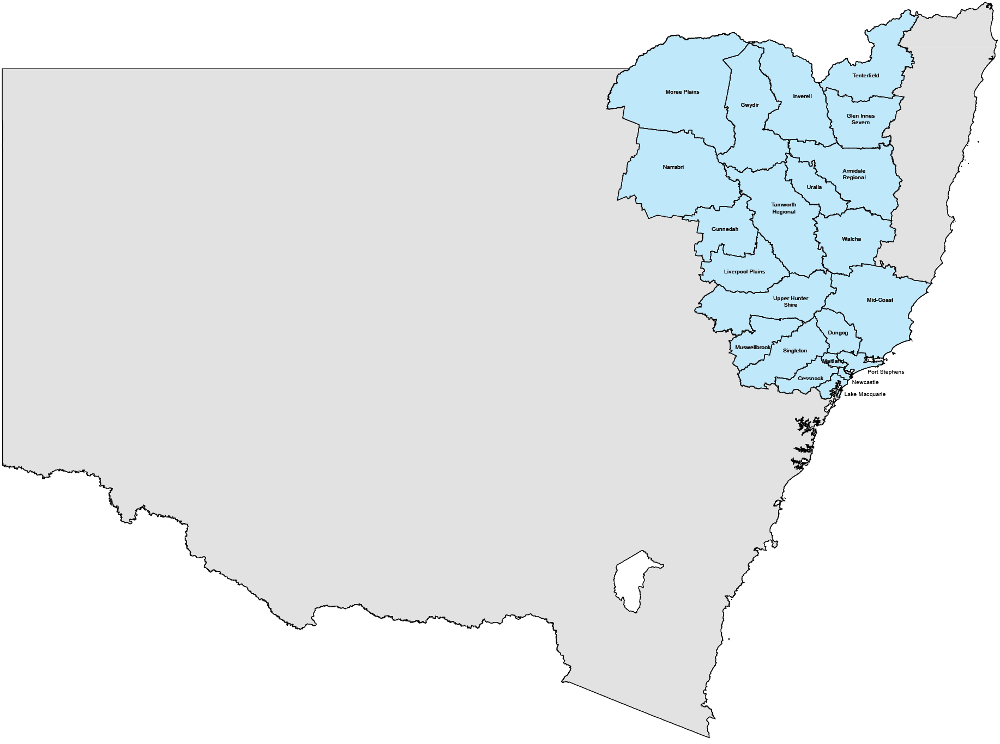 Tenterfield
Moree Plains
Inverell
Gwydir
Glen Innes
Severn
Narrabri
Armidale
Regional
Uralla
Tamworth
Regional
Gunnedah
Walcha
Liverpool Plains
Upper Hunter
Shire
Mid-Coast
Dungog
Muswellbrook
Singleton
Maitland
Port Stephens
Cessnock
Newcastle
Lake Macquarie